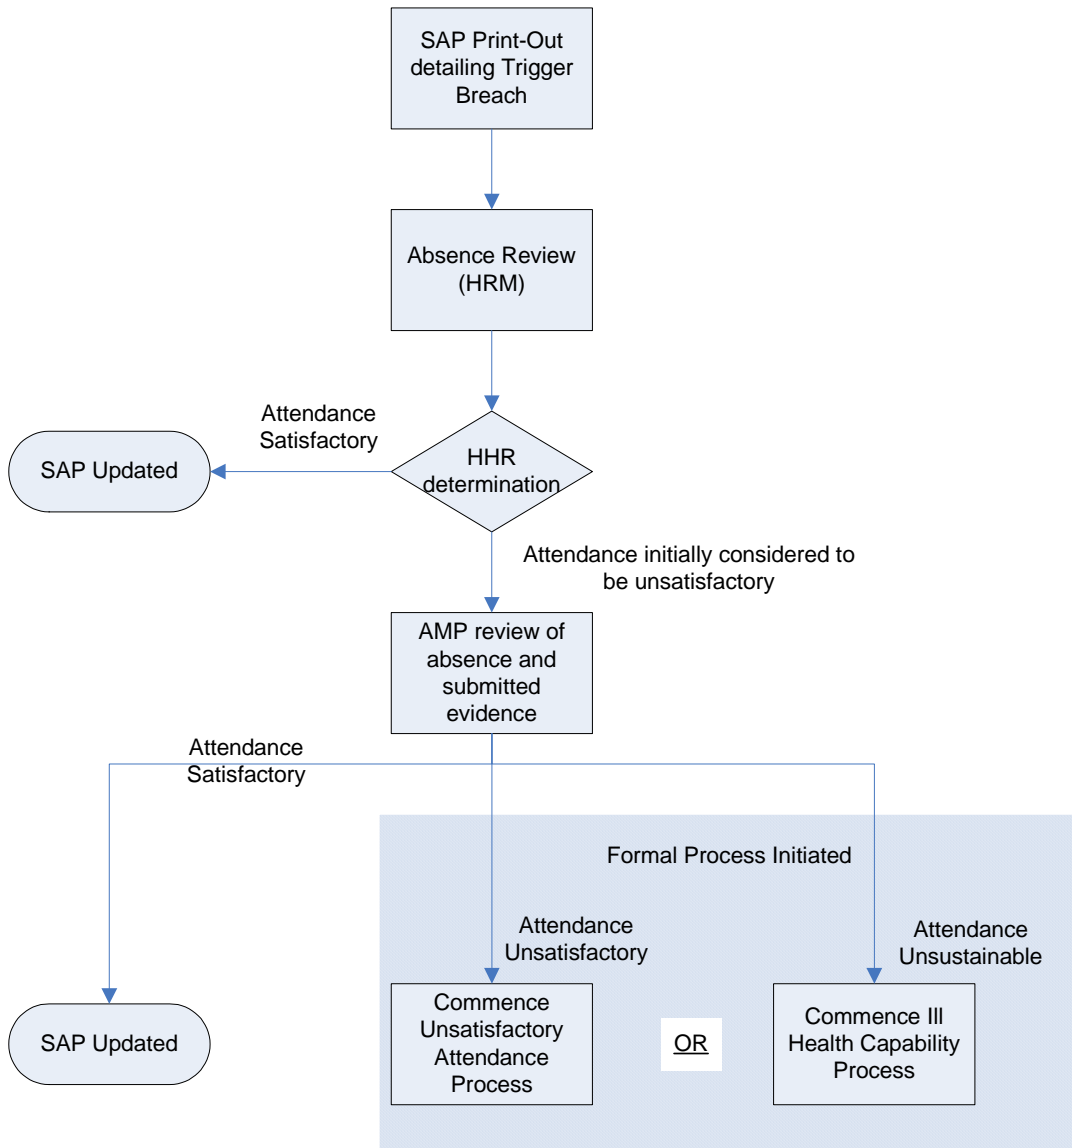 SAP Print-Out
detailing Trigger
Breach
Absence Review
(HRM)
Attendance
Satisfactory
SAP Updated
HHR
determination
Attendance initially considered to
be unsatisfactory
AMP review of
absence and
submitted
evidence
Attendance
Satisfactory
Formal Process Initiated
Attendance
Unsatisfactory
Attendance
Unsustainable
SAP Updated
Commence
Unsatisfactory
Attendance
Process
OR
Commence Ill
Health Capability
Process